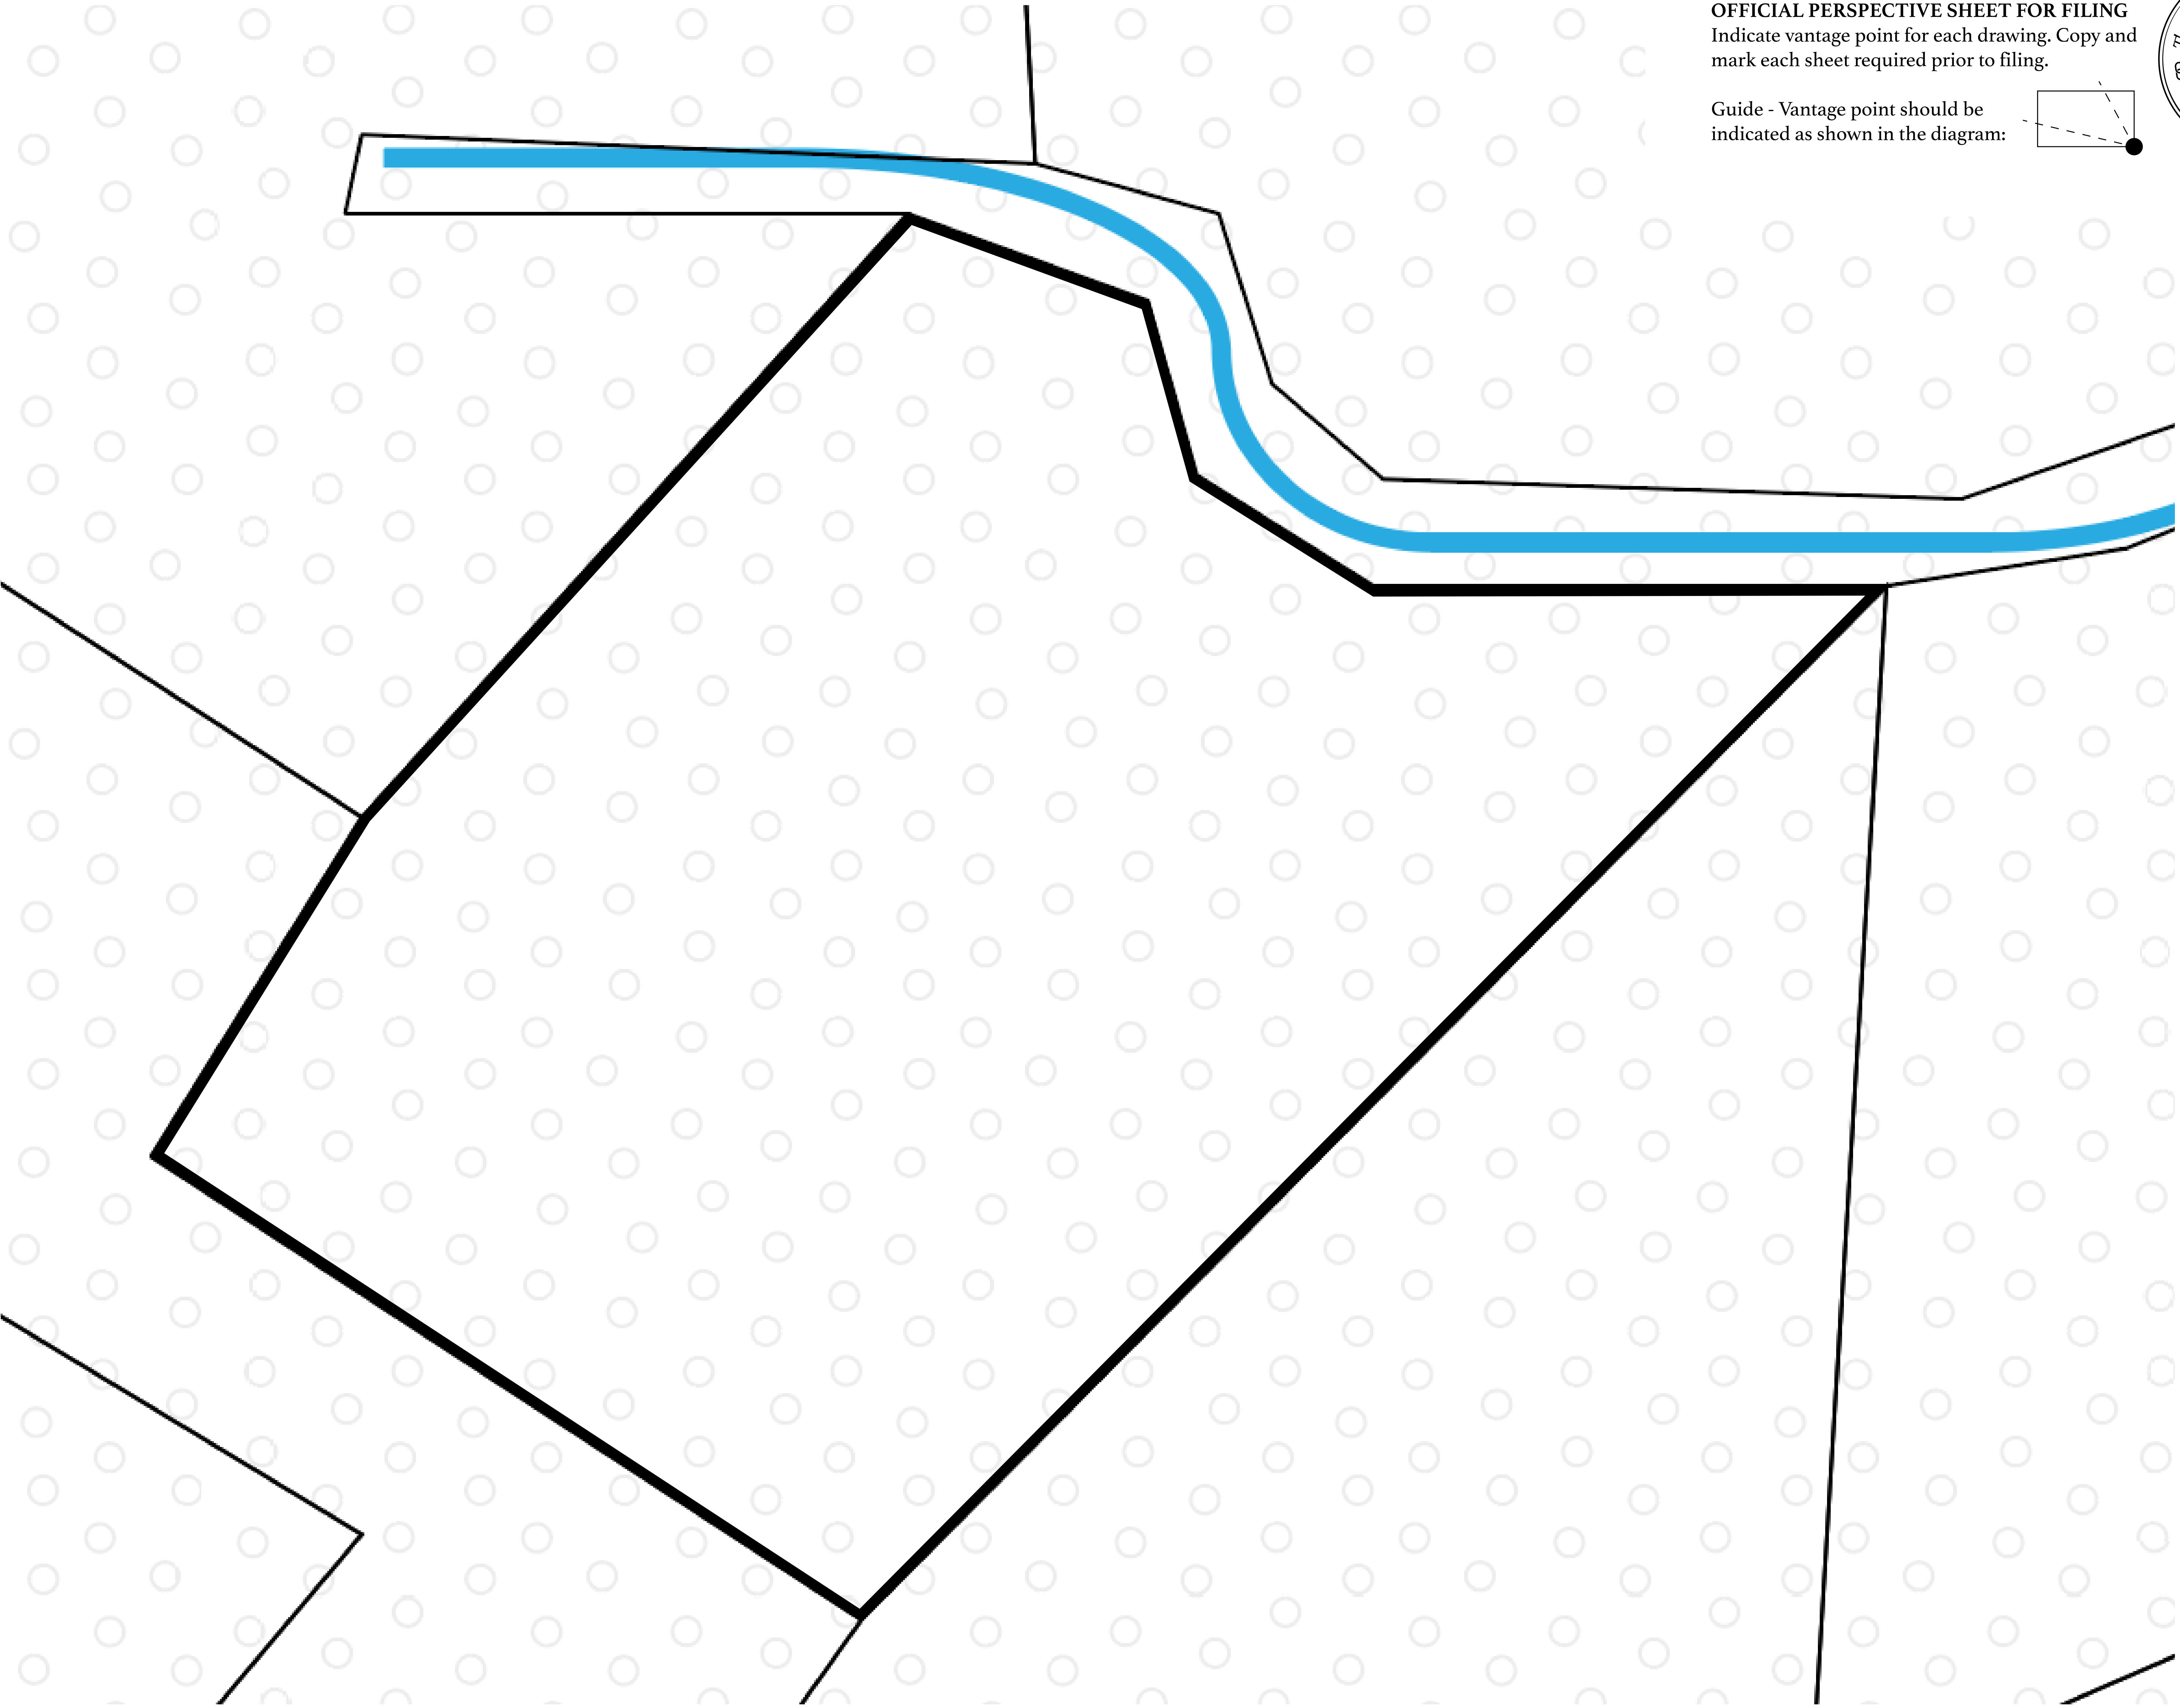 OFFICIAL PERSPECTIVE SHEET FOR FILING
Indicate vantage point for each drawing. Copy and
mark each sheet required prior to filing.
Guide - Vantage point should be
indicated as shown in the diagram: